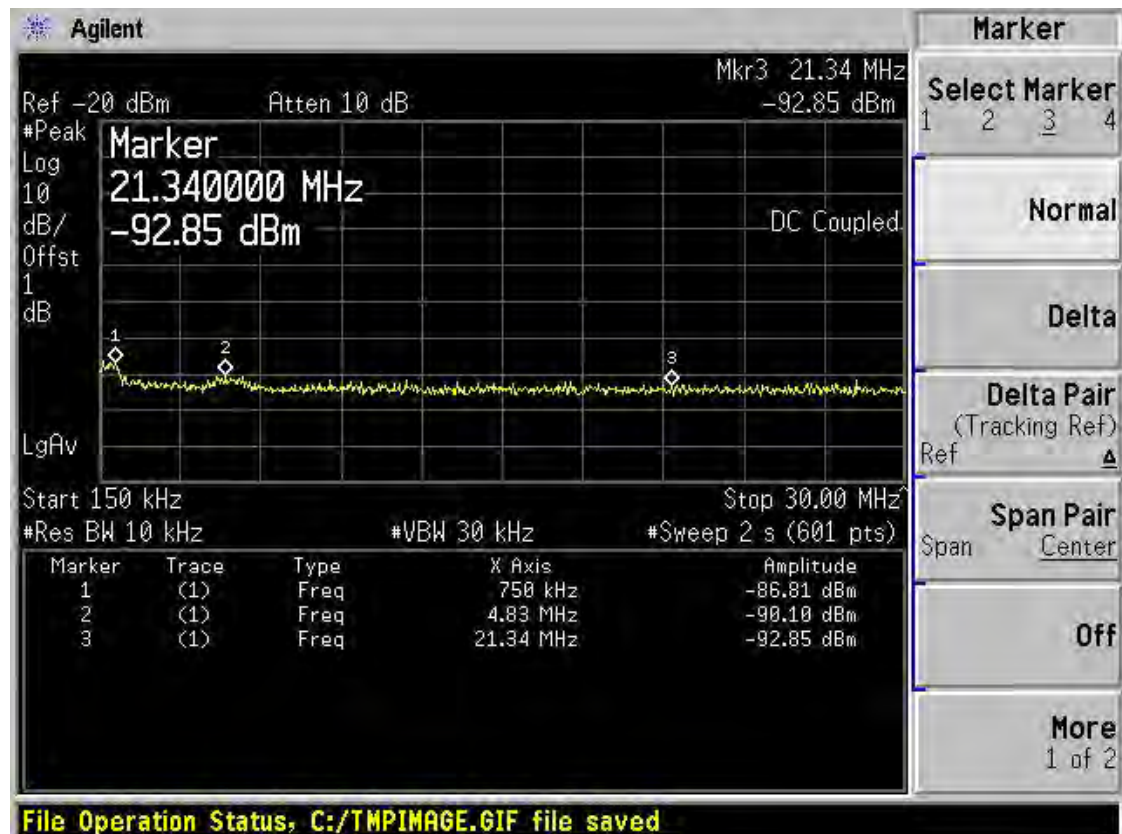 Agilent
Marker
Mkr3 21.34 MHz
Ref -20 dBm Atten 10 dB -92.85 dBm
#Peak
Log
10
dB/
Offst
1
dB
LgAv
Marker
21.340000 MHz
-92.85 dBm
DC Coupled
1
2
3
Start 150 kHz Stop 30.00 MHz^
#Res BW 10 kHz #VBW 30 kHz #Sweep 2 s (601 pts)
Marker Trace Type X Axis Amplitude
1 (1) Freq 750 kHz -86.81 dBm
2 (1) Freq 4.83 MHz -90.10 dBm
3 (1) Freq 21.34 MHz -92.85 dBm
Select Marker
1 2 3 4
Normal
Delta
Delta Pair
(Tracking Ref)
Ref Δ
Span Pair
Span Center
Off
More
1 of 2
File Operation Status, C:/TMPIMAGE.GIF file saved